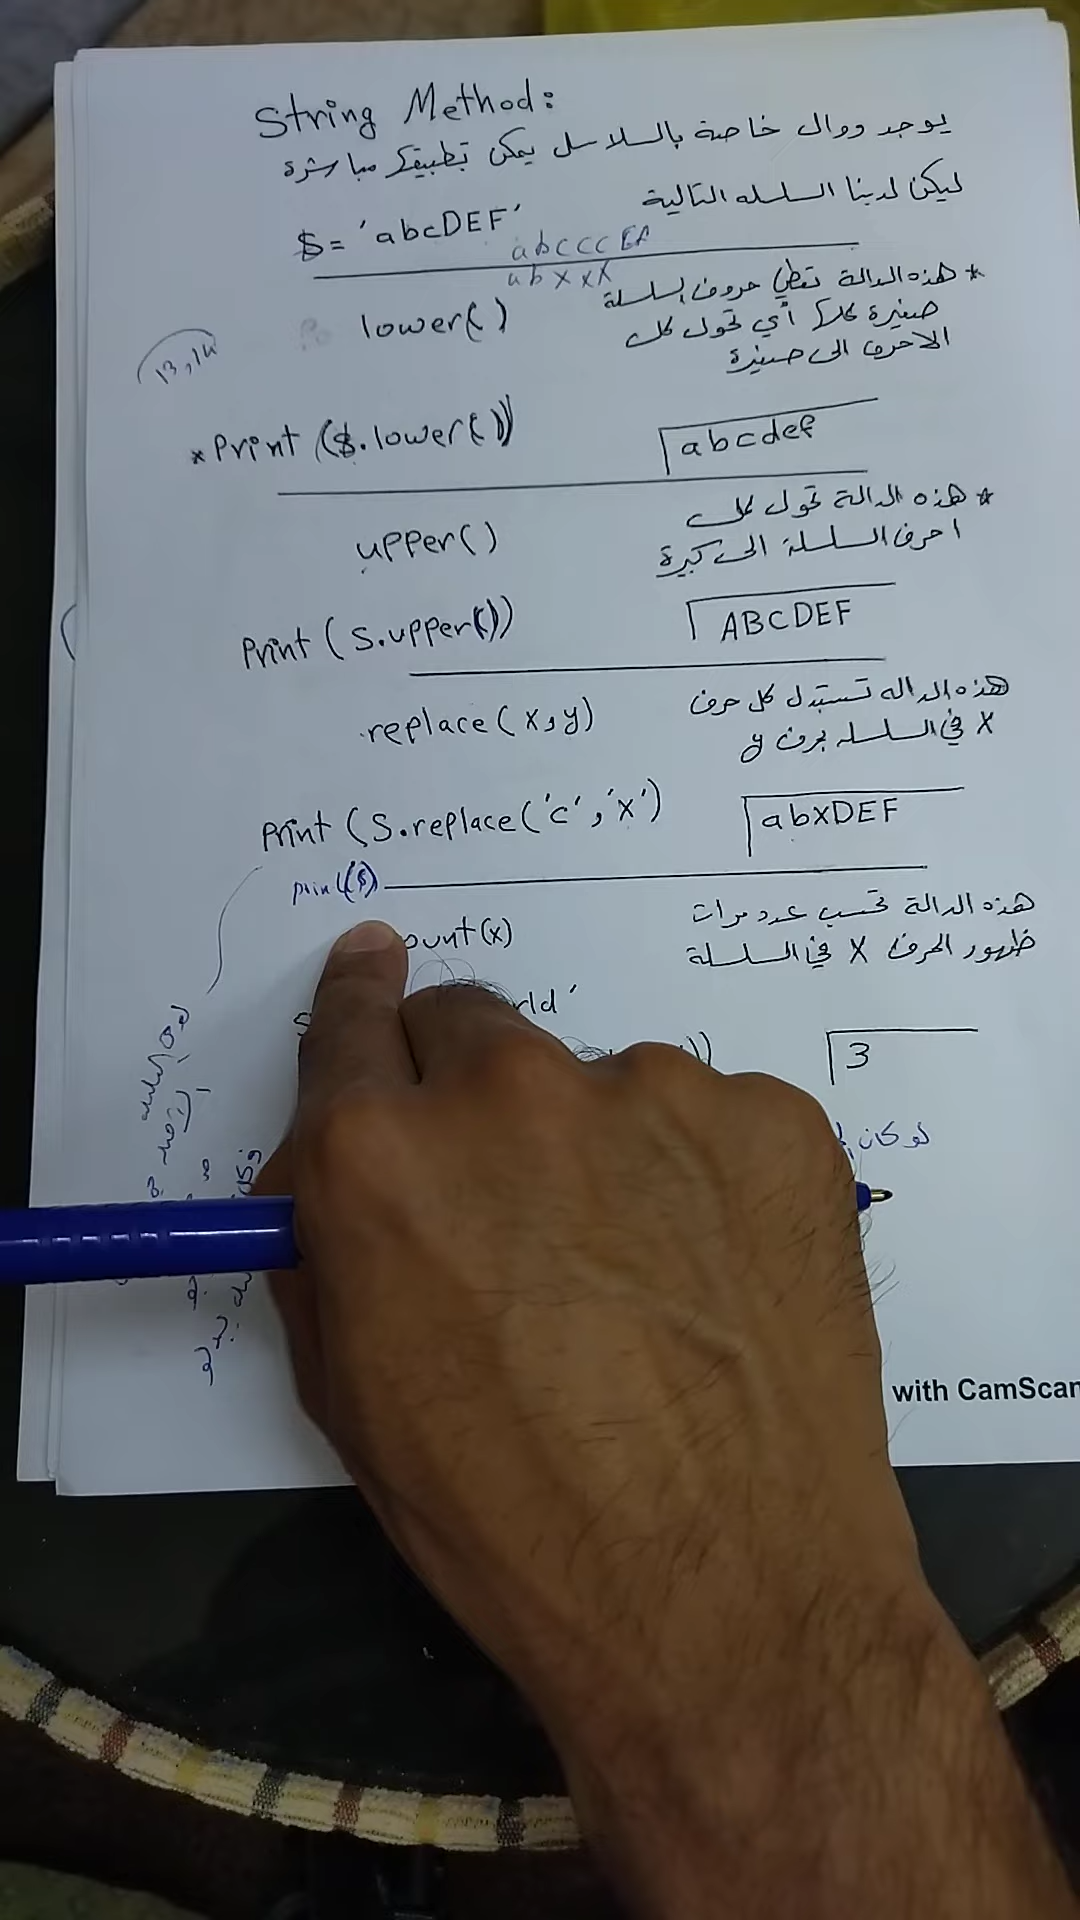 String Method:
يوجد دوال خاصة بالسلاسل يمكن تطبيقها مباشرة
ليكن لدينا السلسله التالية
S= 'abcDEF'
abcccEF
abxxx
lower()
* هذه الدالة تعطي حروف السلسلة
صغيرة كلها أي تحول كل
الاحرف الى صغيرة
13,14
*Print (S.lower())
abcdef
upper()
* هذه الدالة تحول كل
احرف السلسلة الى كبيرة
Print (S.upper())
ABCDEF
.replace(x,y)
هذه الداله تستبدل كل حرف
x في السلسله بحرف y
Print (S.replace('c','x')
abxDEF
print(S)
ount(x)
هذه الدالة تحسب عدد مرات
ظهور الحرف x في السلسلة
S
rld'
))
3
لو كان
with CamScan